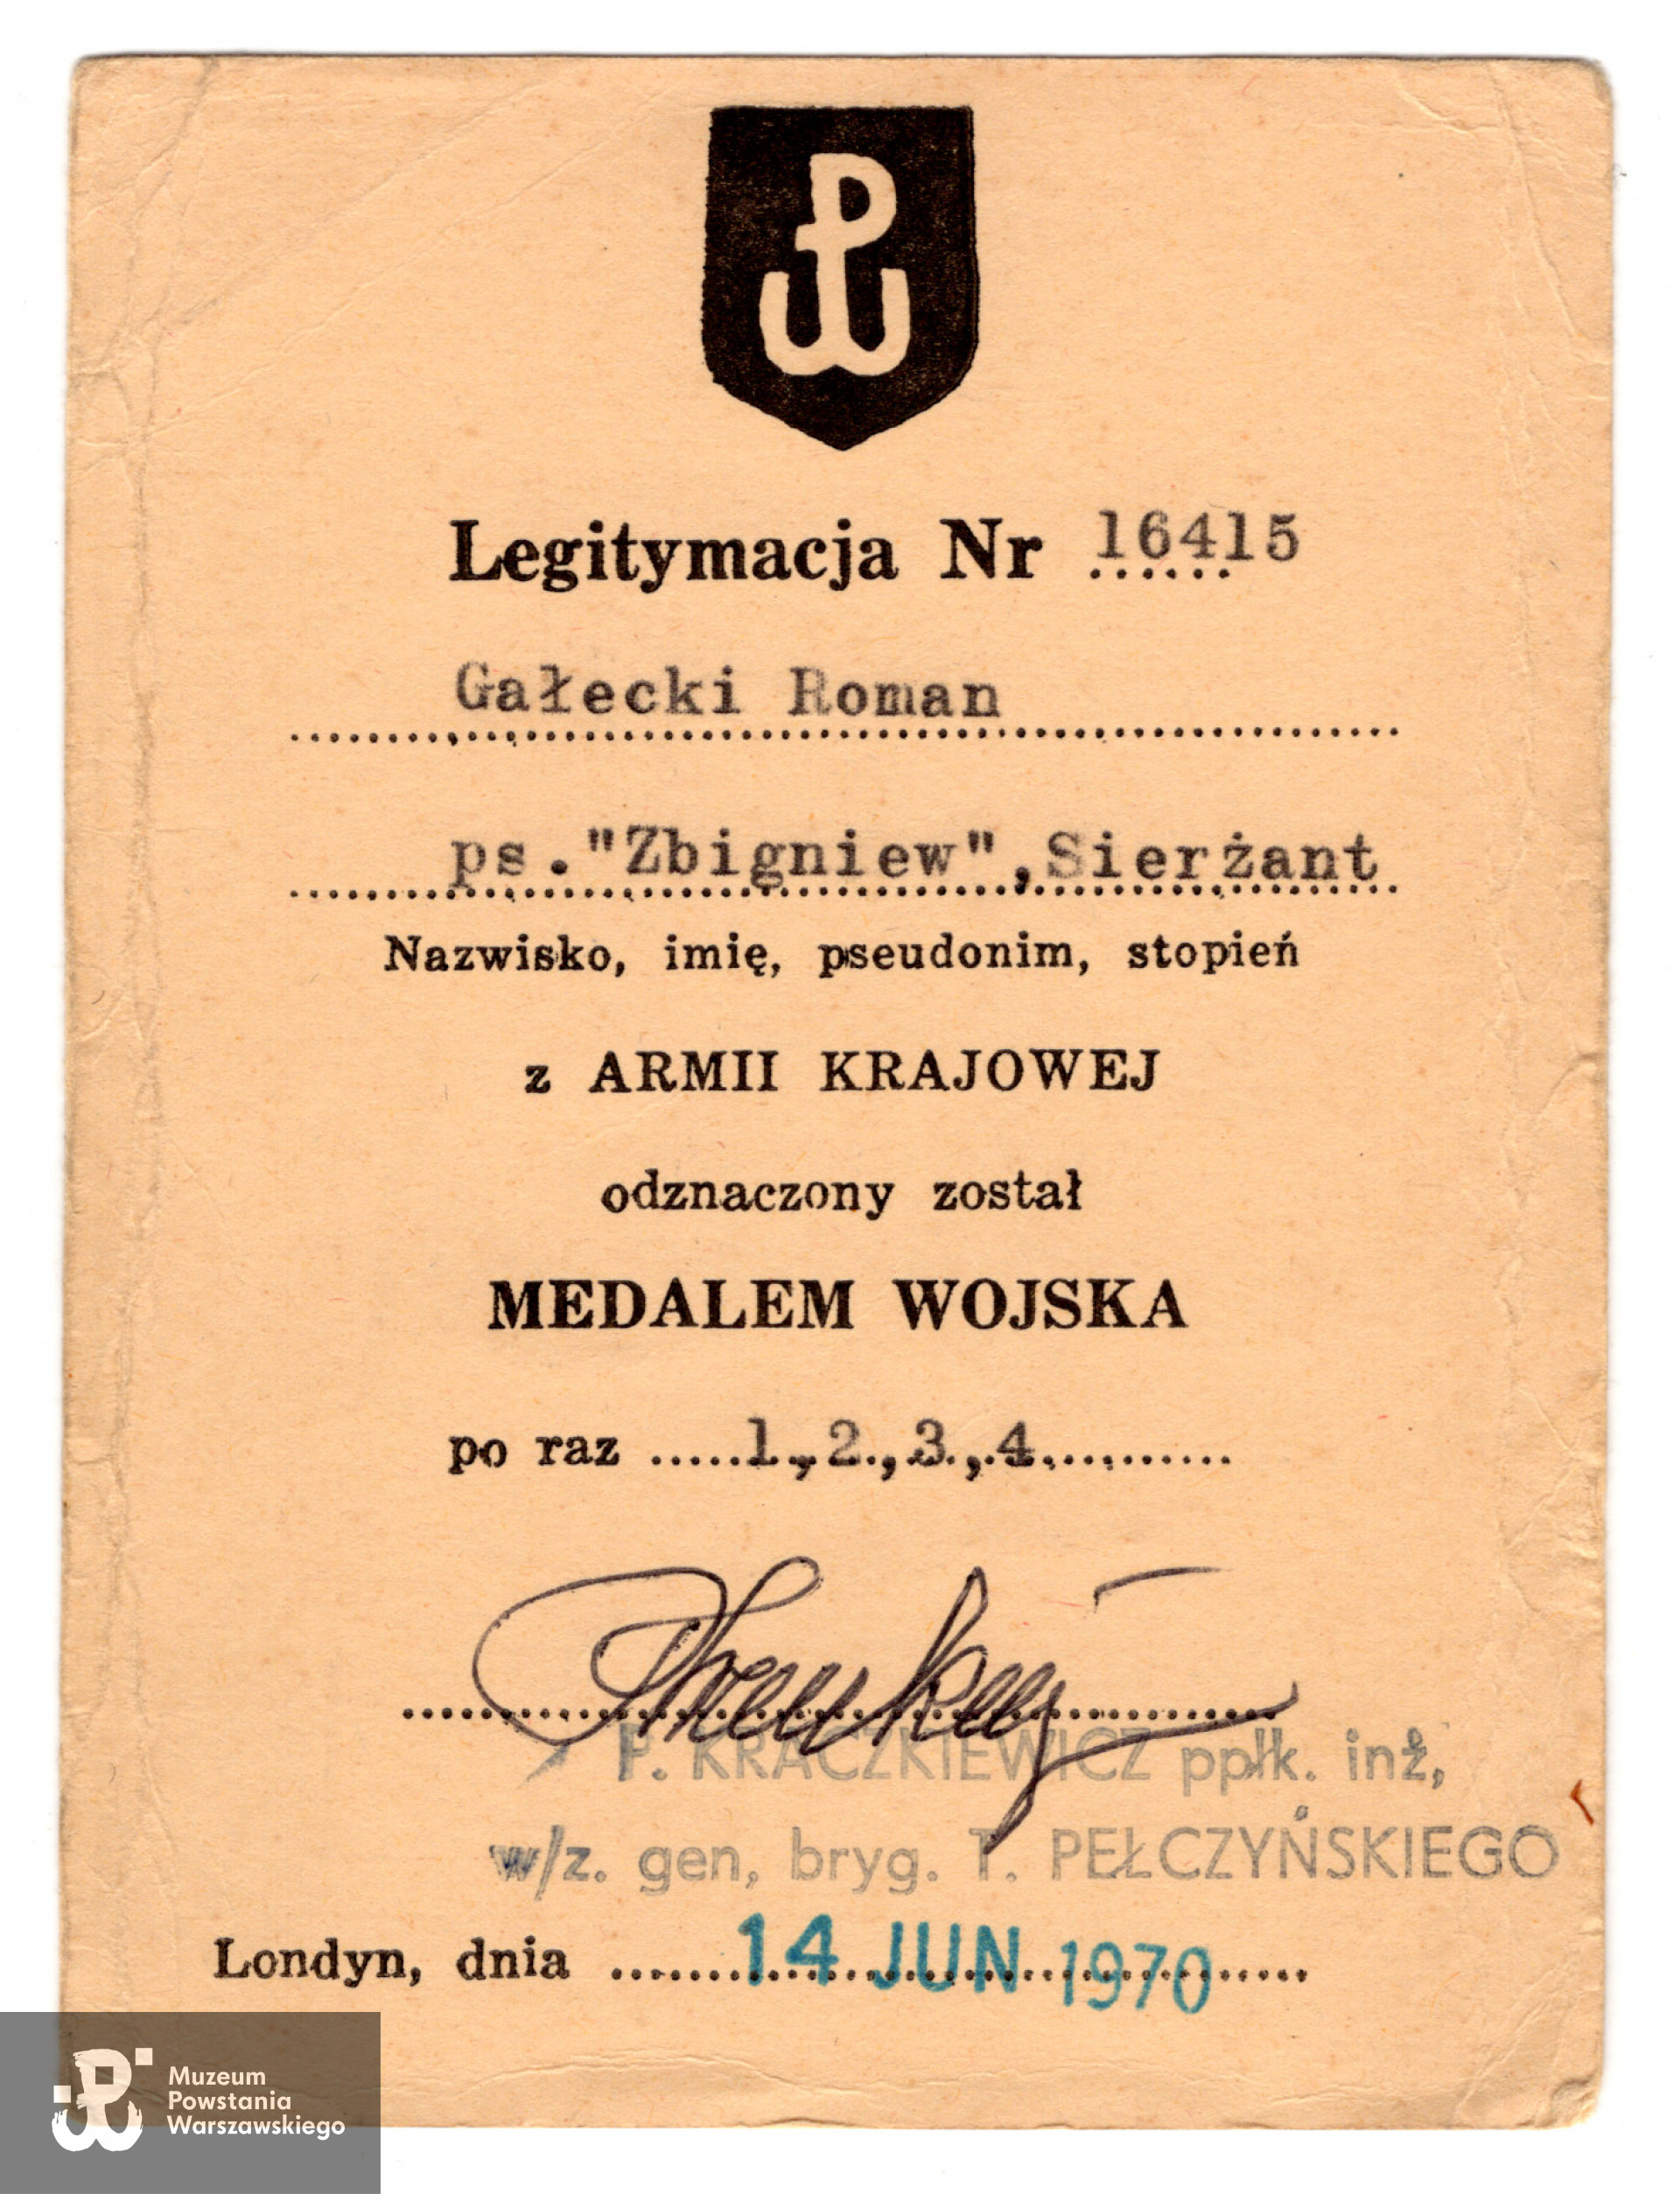 Legitymacja Nr 16415
Gałecki Roman
ps."Zbigniew",Sierżant
Nazwisko, imię, pseudonim, stopień
z ARMII KRAJOWEJ
odznaczony został
MEDALEM WOJSKA
po raz .....1.,2.,.3.,.4...........
P. KRACZKIEWICZ ppłk. inż,
w/z. gen, bryg. T. PEŁCZYŃSKIEGO
Londyn, dnia 14 JUN 1970
Muzeum
Powstania
Warszawskiego